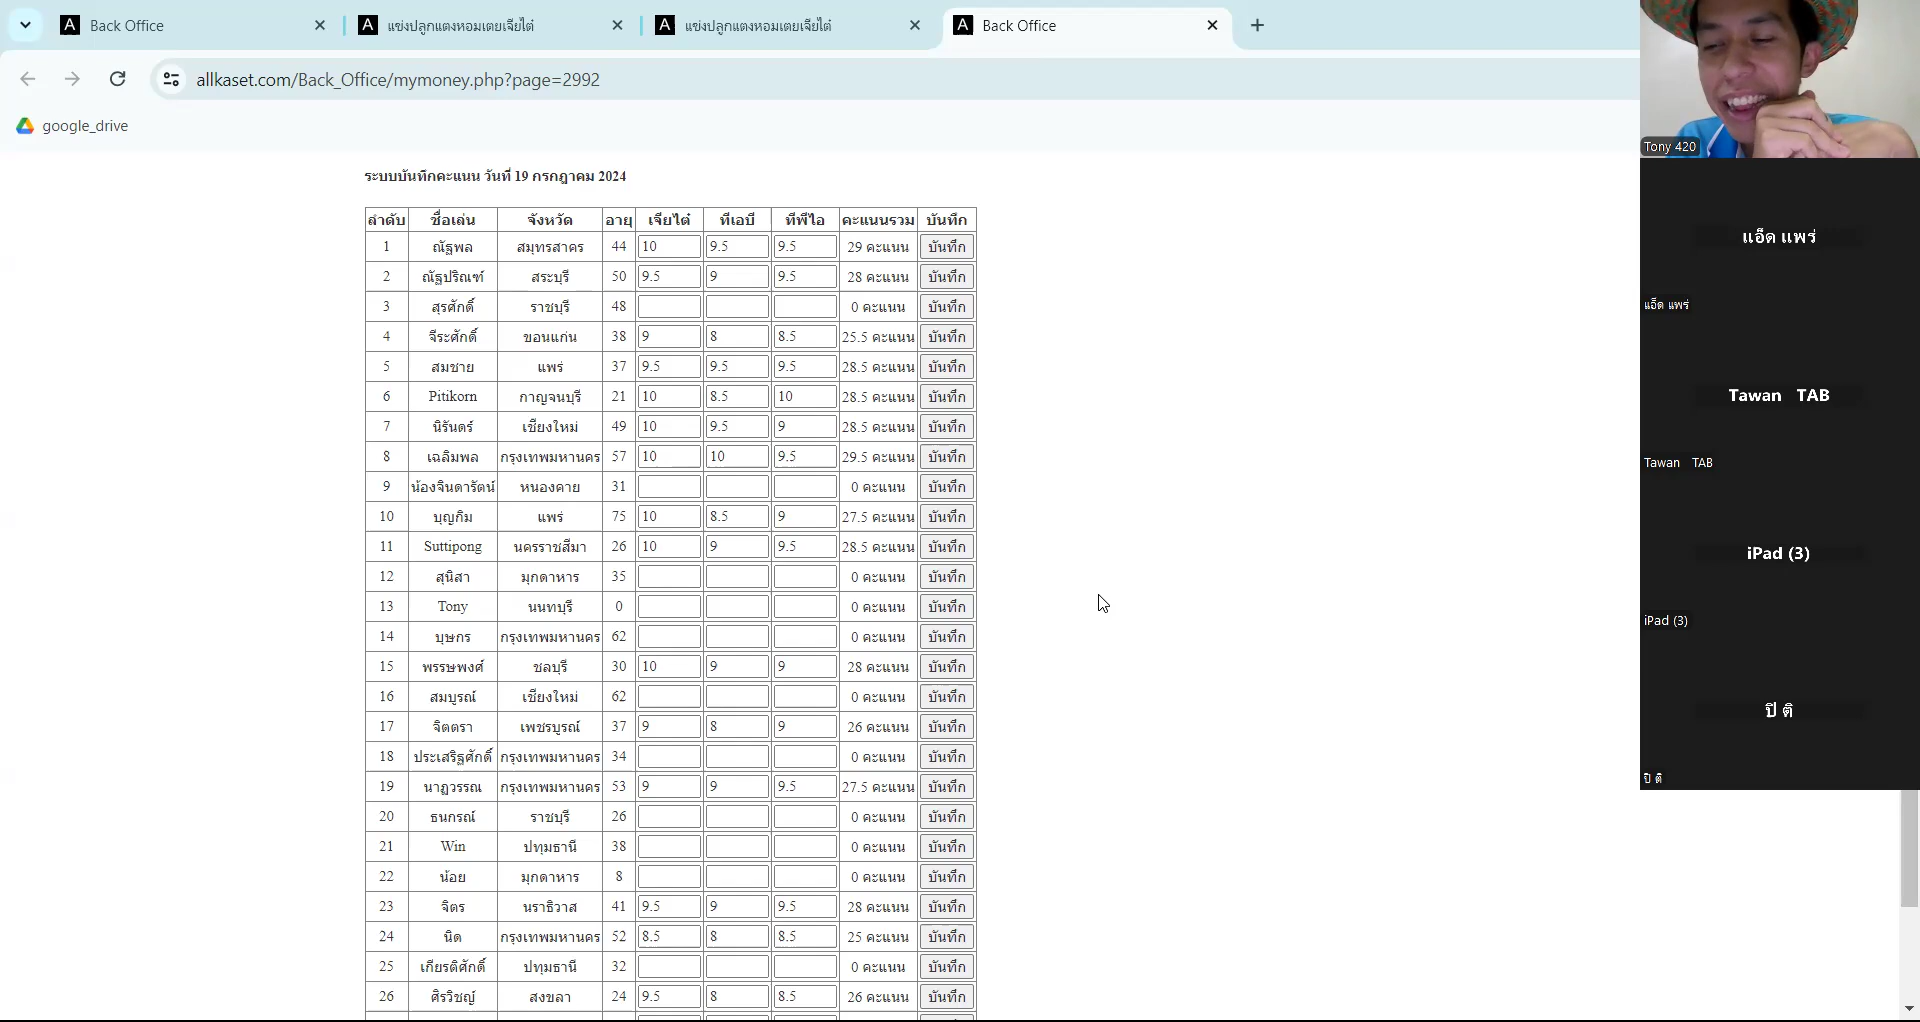 Back Office
แข่งปลูกแตงหอมเตยเจียไต๋
แข่งปลูกแตงหอมเตยเจียไต๋
Back Office
allkaset.com/Back_Office/mymoney.php?page=2992
google_drive
ระบบบันทึกคะแนน วันที่ 19 กรกฎาคม 2024
ลำดับ ชื่อเล่น จังหวัด อายุ เจียไต๋ ทีเอบี ทีพีไอ คะแนนรวม บันทึก
1 ณัฐพล สมุทรสาคร 44 10 9.5 9.5 29 คะแนน บันทึก
2 ณัฐปริณฑ์ สระบุรี 50 9.5 9 9.5 28 คะแนน บันทึก
3 สุรศักดิ์ ราชบุรี 48 0 คะแนน บันทึก
4 จีระศักดิ์ ขอนแก่น 38 9 8 8.5 25.5 คะแนน บันทึก
5 สมชาย แพร่ 37 9.5 9.5 9.5 28.5 คะแนน บันทึก
6 Pitikorn กาญจนบุรี 21 10 8.5 10 28.5 คะแนน บันทึก
7 นิรันดร์ เชียงใหม่ 49 10 9.5 9 28.5 คะแนน บันทึก
8 เฉลิมพล กรุงเทพมหานคร 57 10 10 9.5 29.5 คะแนน บันทึก
9 น้องจินดารัตน์ หนองคาย 31 0 คะแนน บันทึก
10 บุญกิม แพร่ 75 10 8.5 9 27.5 คะแนน บันทึก
11 Suttipong นครราชสีมา 26 10 9 9.5 28.5 คะแนน บันทึก
12 สุนิสา มุกดาหาร 35 0 คะแนน บันทึก
13 Tony นนทบุรี 0 0 คะแนน บันทึก
14 บุษกร กรุงเทพมหานคร 62 0 คะแนน บันทึก
15 พรรษพงศ์ ชลบุรี 30 10 9 9 28 คะแนน บันทึก
16 สมบูรณ์ เชียงใหม่ 62 0 คะแนน บันทึก
17 จิตตรา เพชรบูรณ์ 37 9 8 9 26 คะแนน บันทึก
18 ประเสริฐศักดิ์ กรุงเทพมหานคร 34 0 คะแนน บันทึก
19 นาฏวรรณ กรุงเทพมหานคร 53 9 9 9.5 27.5 คะแนน บันทึก
20 ธนกรณ์ ราชบุรี 26 0 คะแนน บันทึก
21 Win ปทุมธานี 38 0 คะแนน บันทึก
22 น้อย มุกดาหาร 8 0 คะแนน บันทึก
23 จิตร นราธิวาส 41 9.5 9 9.5 28 คะแนน บันทึก
24 นิด กรุงเทพมหานคร 52 8.5 8 8.5 25 คะแนน บันทึก
25 เกียรติศักดิ์ ปทุมธานี 32 0 คะแนน บันทึก
26 ศิรวิชญ์ สงขลา 24 9.5 8 8.5 26 คะแนน บันทึก
Tony 420
แอ็ด แพร่
แอ็ด แพร่
Tawan TAB
Tawan TAB
iPad (3)
iPad (3)
ปิ ติ
ปิ ติ